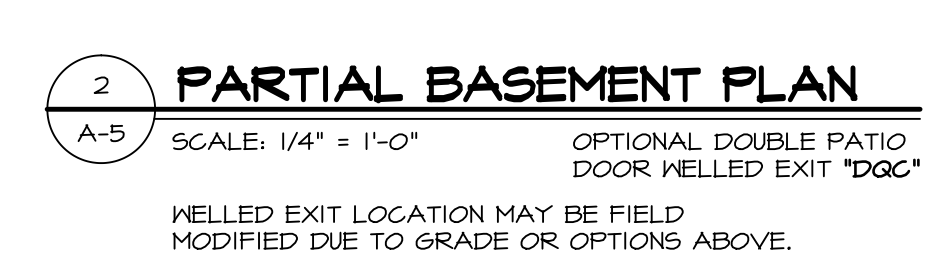 2
A-5
PARTIAL BASEMENT PLAN
SCALE: 1/4" = 1'-0"
OPTIONAL DOUBLE PATIO
DOOR WELLED EXIT "DQC"
WELLED EXIT LOCATION MAY BE FIELD
MODIFIED DUE TO GRADE OR OPTIONS ABOVE.